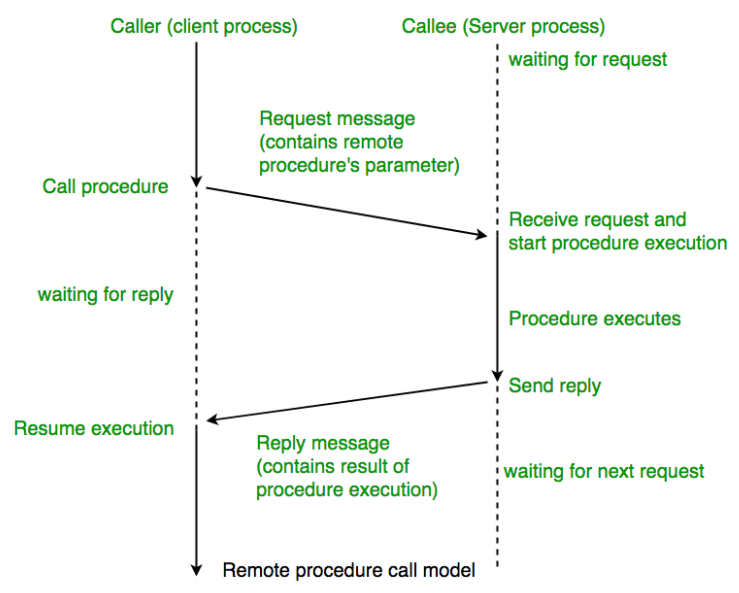 Caller (client process)
Callee (Server process)
waiting for request
Request message
(contains remote
procedure's parameter)
Call procedure
Receive request and
start procedure execution
waiting for reply
Procedure executes
Send reply
Resume execution
Reply message
(contains result of
procedure execution)
waiting for next request
Remote procedure call model